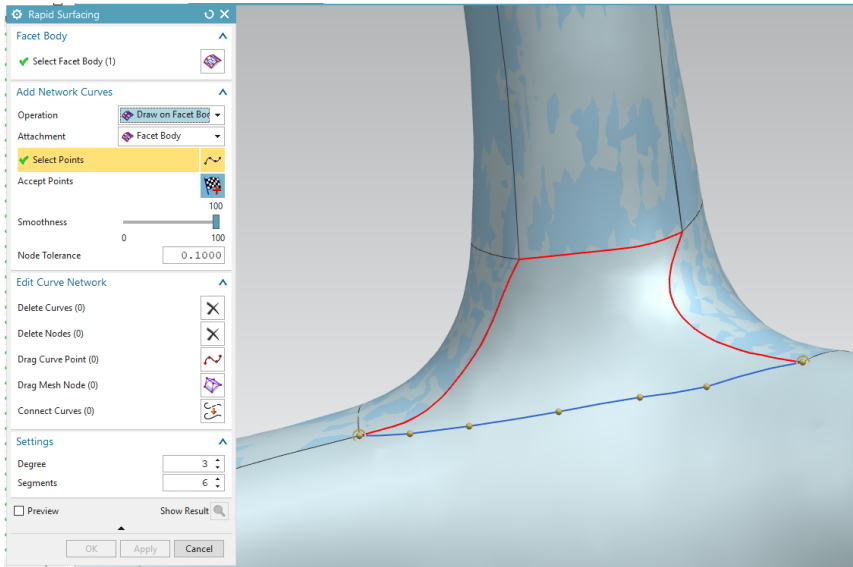 Rapid Surfacing
Facet Body
Select Facet Body (1)
Add Network Curves
Operation
Draw on Facet Bor
Attachment
Facet Body
Select Points
Accept Points
100
Smoothness
0 100
Node Tolerance 0.1000
Edit Curve Network
Delete Curves (0)
Delete Nodes (0)
Drag Curve Point (0)
Drag Mesh Node (0)
Connect Curves (0)
Settings
Degree 3
Segments 6
Preview Show Result
OK Apply Cancel